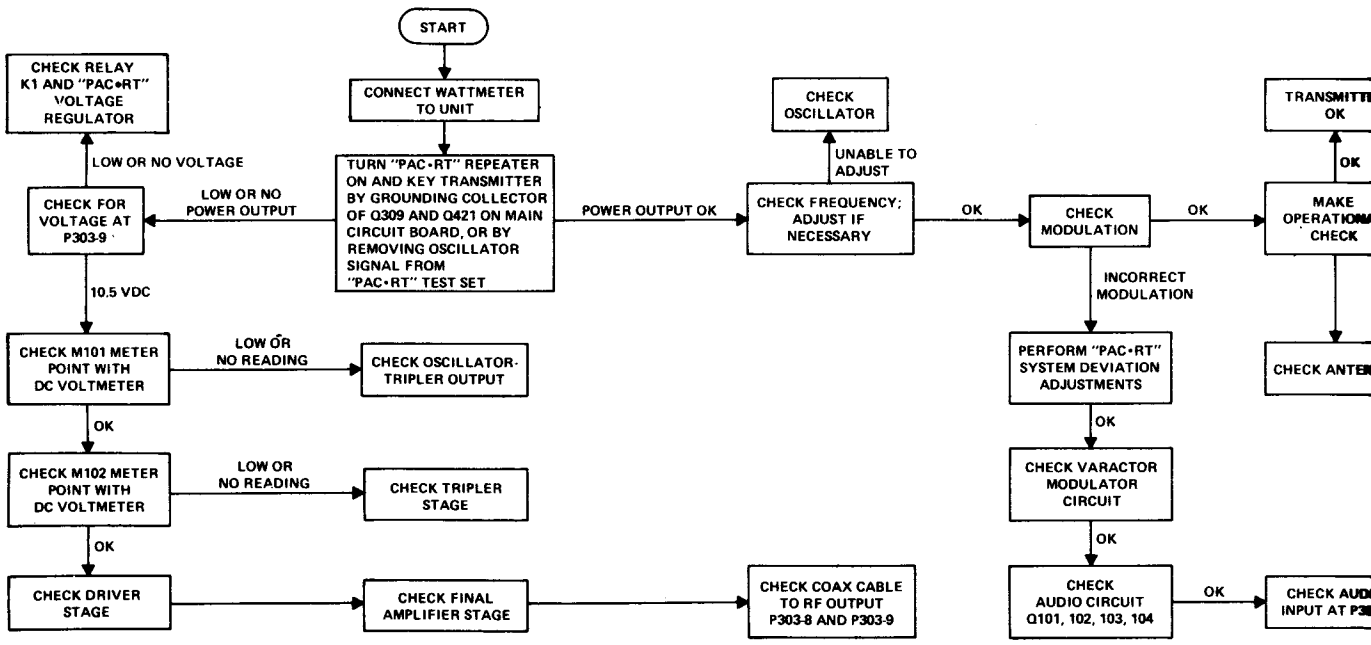 START
CHECK RELAY
K1 AND "PAC•RT"
VOLTAGE
REGULATOR
CONNECT WATTMETER
TO UNIT
CHECK
OSCILLATOR
OK
LOW OR NO VOLTAGE
UNABLE TO
ADJUST
OK
CHECK FOR
VOLTAGE AT
P303-9
LOW OR NO
POWER OUTPUT
TURN "PAC•RT" REPEATER
ON AND KEY TRANSMITTER
BY GROUNDING COLLECTOR
OF Q309 AND Q421 ON MAIN
CIRCUIT BOARD, OR BY
REMOVING OSCILLATOR
SIGNAL FROM
"PAC•RT" TEST SET
POWER OUTPUT OK
CHECK FREQUENCY;
ADJUST IF
NECESSARY
OK
CHECK
MODULATION
OK
MAKE
CHECK
10.5 VDC
INCORRECT
MODULATION
CHECK M101 METER
POINT WITH
DC VOLTMETER
LOW OR
NO READING
CHECK OSCILLATOR-
TRIPLER OUTPUT
PERFORM "PAC•RT"
SYSTEM DEVIATION
ADJUSTMENTS
CHECK
OK
OK
CHECK M102 METER
POINT WITH
DC VOLTMETER
LOW OR
NO READING
CHECK TRIPLER
STAGE
CHECK VARACTOR
MODULATOR
CIRCUIT
OK
OK
CHECK DRIVER
STAGE
CHECK FINAL
AMPLIFIER STAGE
CHECK COAX CABLE
TO RF OUTPUT
P303-8 AND P303-9
CHECK
AUDIO CIRCUIT
Q101, 102, 103, 104
OK
CHECK
INPUT AT